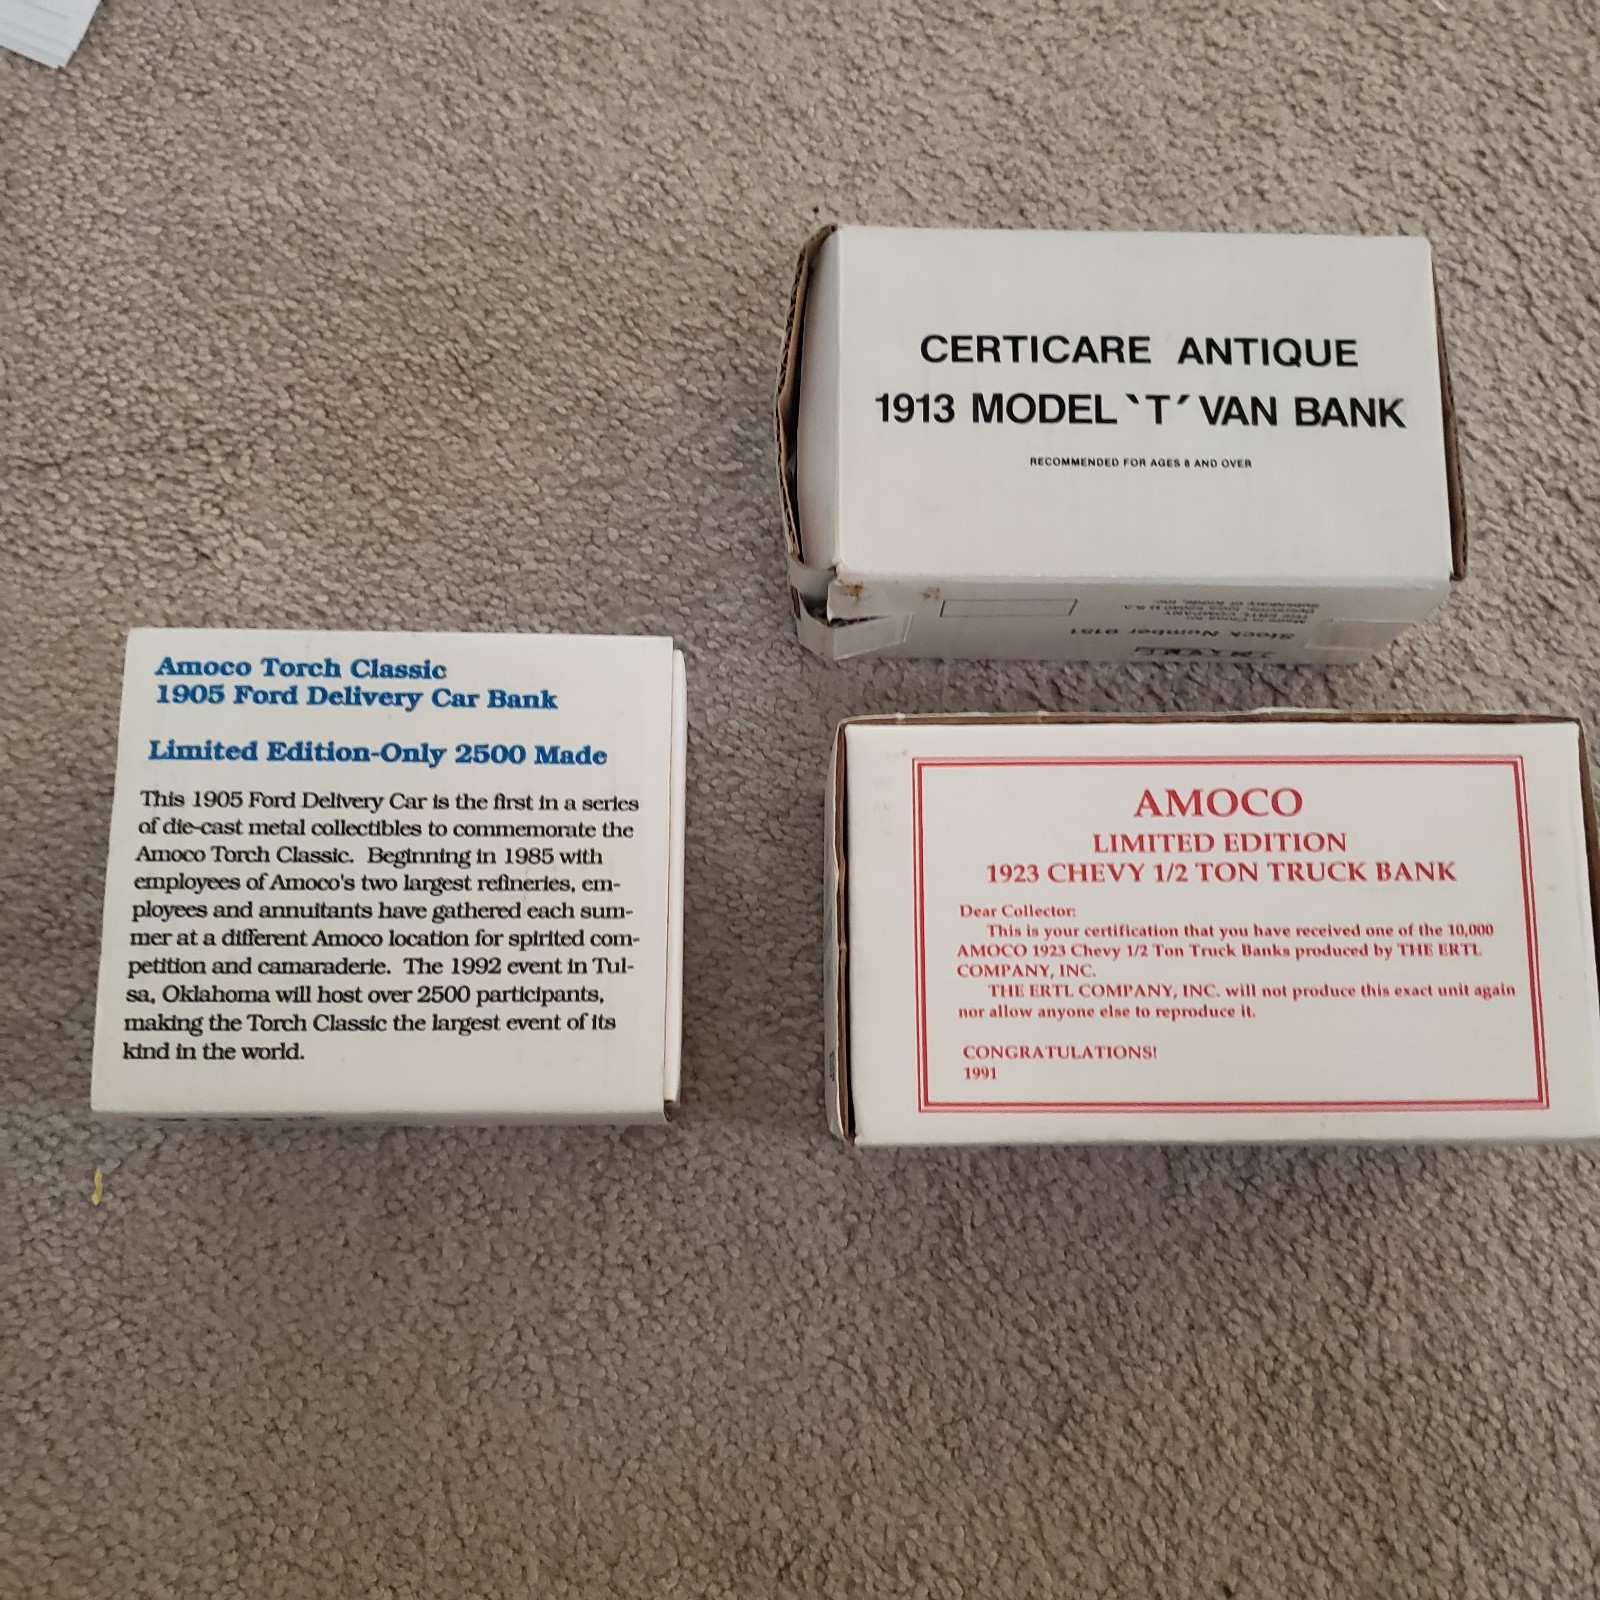 CERTICARE ANTIQUE
1913 MODEL `T´ VAN BANK
RECOMMENDED FOR AGES 8 AND OVER
Stock Number 9151
Amoco Torch Classic
1905 Ford Delivery Car Bank
Limited Edition-Only 2500 Made
This 1905 Ford Delivery Car is the first in a series
of die-cast metal collectibles to commemorate the
Amoco Torch Classic. Beginning in 1985 with
employees of Amoco's two largest refineries, em-
ployees and annuitants have gathered each sum-
mer at a different Amoco location for spirited com-
petition and camaraderie. The 1992 event in Tul-
sa, Oklahoma will host over 2500 participants,
making the Torch Classic the largest event of its
kind in the world.
AMOCO
LIMITED EDITION
1923 CHEVY 1/2 TON TRUCK BANK
Dear Collector:
This is your certification that you have received one of the 10,000
AMOCO 1923 Chevy 1/2 Ton Truck Banks produced by THE ERTL
COMPANY, INC.
THE ERTL COMPANY, INC. will not produce this exact unit again
nor allow anyone else to reproduce it.
CONGRATULATIONS!
1991